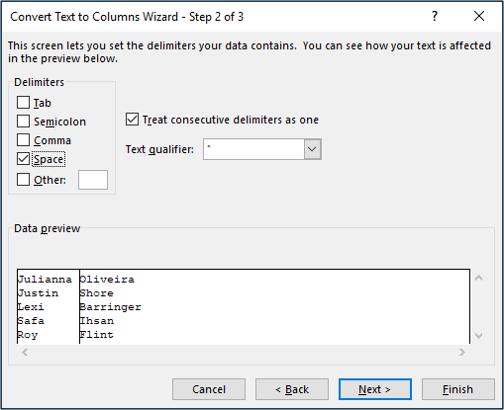 Convert Text to Columns Wizard - Step 2 of 3 ? ×
This screen lets you set the delimiters your data contains. You can see how your text is affected
in the preview below.
Delimiters
Tab
Semicolon
Comma
Space
Other:
Treat consecutive delimiters as one
Text qualifier: "
Data preview
Julianna Oliveira
Justin Shore
Lexi Barringer
Safa Ihsan
Roy Flint
Cancel < Back Next > Finish